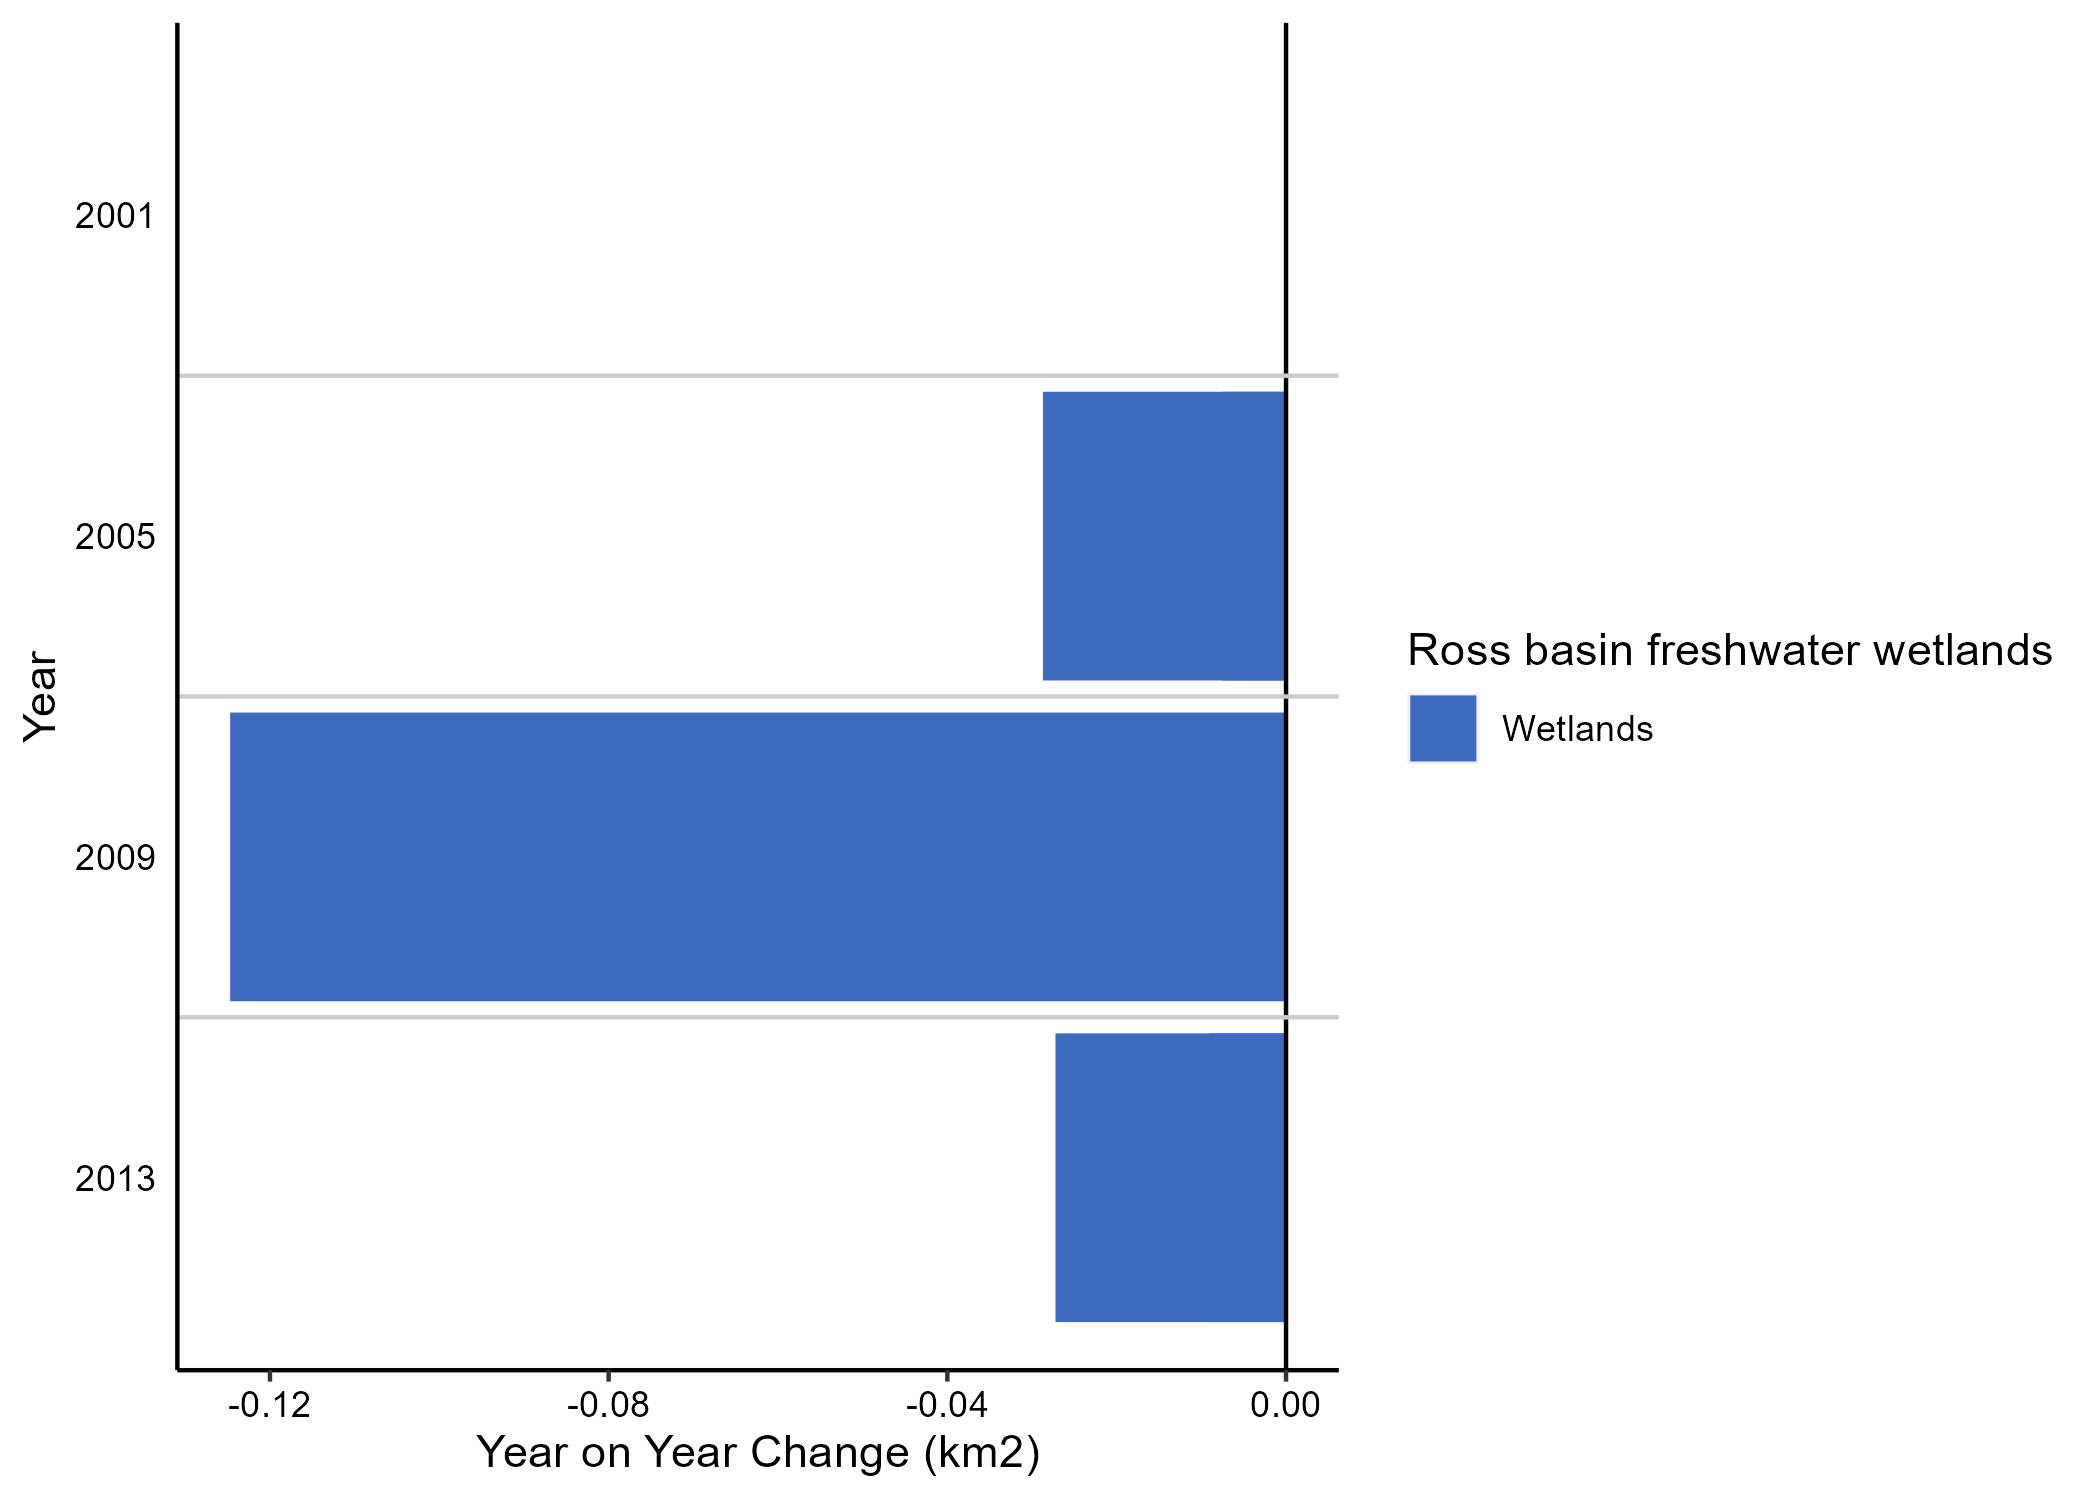 2001
2005
2009
2013
Year
-0.12
-0.08
-0.04
0.00
Year on Year Change (km2)
Ross basin freshwater wetlands
Wetlands